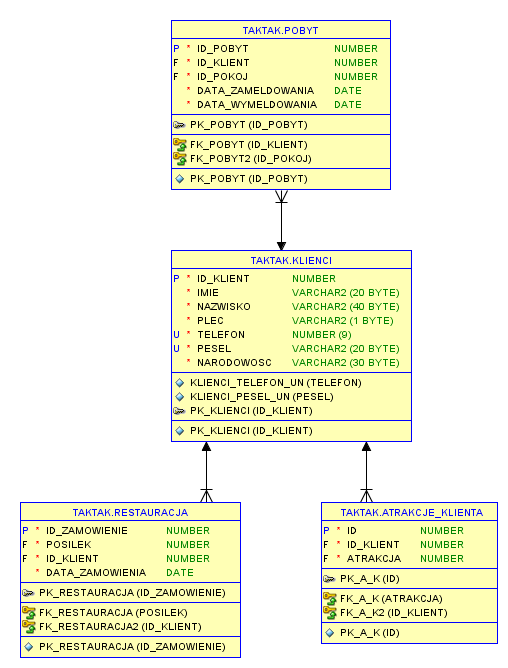 TAKTAK.POBYT
P * ID_POBYT NUMBER
F * ID_KLIENT NUMBER
F * ID_POKOJ NUMBER
* DATA_ZAMELDOWANIA DATE
* DATA_WYMELDOWANIA DATE
PK_POBYT (ID_POBYT)
FK_POBYT (ID_KLIENT)
FK_POBYT2 (ID_POKOJ)
PK_POBYT (ID_POBYT)
TAKTAK.KLIENCI
P * ID_KLIENT NUMBER
* IMIE VARCHAR2 (20 BYTE)
* NAZWISKO VARCHAR2 (40 BYTE)
* PLEC VARCHAR2 (1 BYTE)
U * TELEFON NUMBER (9)
U * PESEL VARCHAR2 (20 BYTE)
* NARODOWOSC VARCHAR2 (30 BYTE)
KLIENCI_TELEFON_UN (TELEFON)
KLIENCI_PESEL_UN (PESEL)
PK_KLIENCI (ID_KLIENT)
PK_KLIENCI (ID_KLIENT)
TAKTAK.RESTAURACJA
P * ID_ZAMOWIENIE NUMBER
F * POSILEK NUMBER
F * ID_KLIENT NUMBER
* DATA_ZAMOWIENIA DATE
PK_RESTAURACJA (ID_ZAMOWIENIE)
FK_RESTAURACJA (POSILEK)
FK_RESTAURACJA2 (ID_KLIENT)
PK_RESTAURACJA (ID_ZAMOWIENIE)
TAKTAK.ATRAKCJE_KLIENTA
P * ID NUMBER
F * ID_KLIENT NUMBER
F * ATRAKCJA NUMBER
PK_A_K (ID)
FK_A_K (ATRAKCJA)
FK_A_K2 (ID_KLIENT)
PK_A_K (ID)